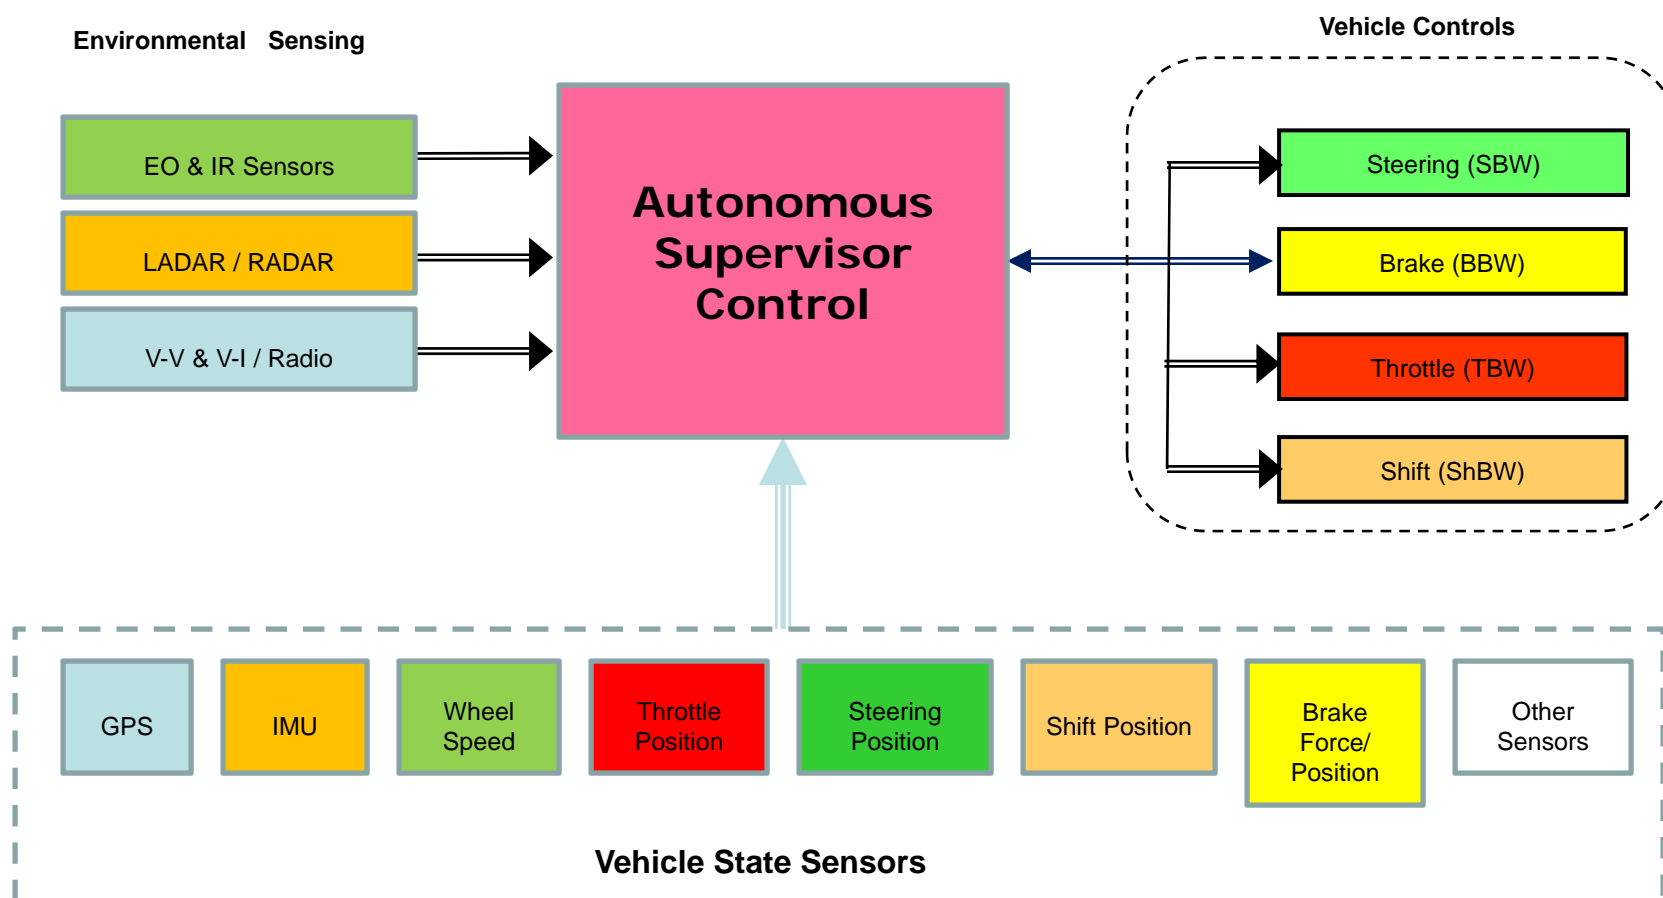 Environmental Sensing
Vehicle Controls
EO & IR Sensors
LADAR / RADAR
V-V & V-I / Radio
Autonomous
Supervisor
Control
Steering (SBW)
Brake (BBW)
Throttle (TBW)
Shift (ShBW)
GPS
IMU
Wheel
Speed
Throttle
Position
Steering
Position
Shift Position
Brake
Force/
Position
Other
Sensors
Vehicle State Sensors